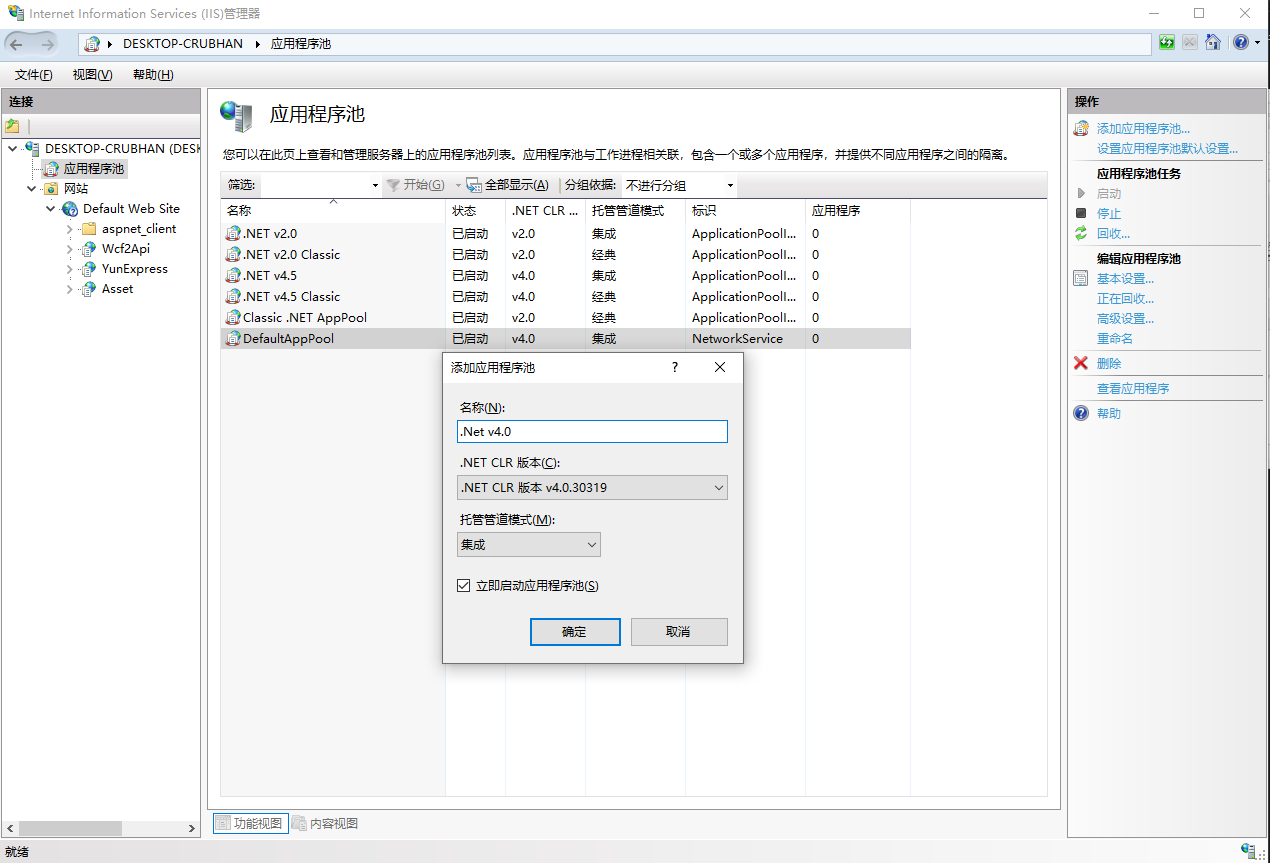 Internet Information Services (IIS)管理器
DESKTOP-CRUBHAN 应用程序池
文件(F) 视图(V) 帮助(H)
连接
DESKTOP-CRUBHAN (DESK
应用程序池
网站
Default Web Site
aspnet_client
Wcf2Api
YunExpress
Asset
应用程序池
您可以在此页上查看和管理服务器上的应用程序池列表。应用程序池与工作进程相关联，包含一个或多个应用程序，并提供不同应用程序之间的隔离。
筛选: 开始(G) 全部显示(A) 分组依据: 不进行分组
名称 状态 .NET CLR ... 托管管道模式 标识 应用程序
.NET v2.0 已启动 v2.0 集成 ApplicationPoolI... 0
.NET v2.0 Classic 已启动 v2.0 经典 ApplicationPoolI... 0
.NET v4.5 已启动 v4.0 集成 ApplicationPoolI... 0
.NET v4.5 Classic 已启动 v4.0 经典 ApplicationPoolI... 0
Classic .NET AppPool 已启动 v2.0 经典 ApplicationPoolI... 0
DefaultAppPool 已启动 v4.0 集成 NetworkService 0
添加应用程序池 ?
名称(N):
.Net v4.0
.NET CLR 版本(C):
.NET CLR 版本 v4.0.30319
托管管道模式(M):
集成
立即启动应用程序池(S)
确定 取消
操作
添加应用程序池...
设置应用程序池默认设置...
应用程序池任务
启动
停止
回收...
编辑应用程序池
基本设置...
正在回收...
高级设置...
重命名
删除
查看应用程序
帮助
功能视图 内容视图
就绪